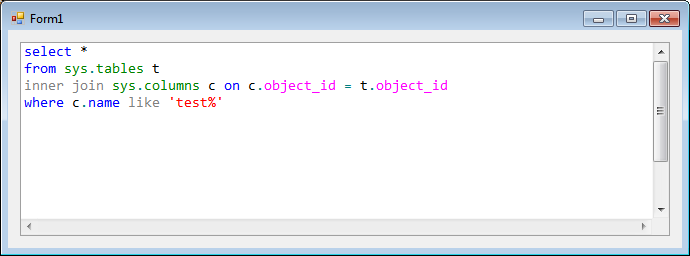 Form1
select *
from sys.tables t
inner join sys.columns c on c.object_id = t.object_id
where c.name like 'test%'